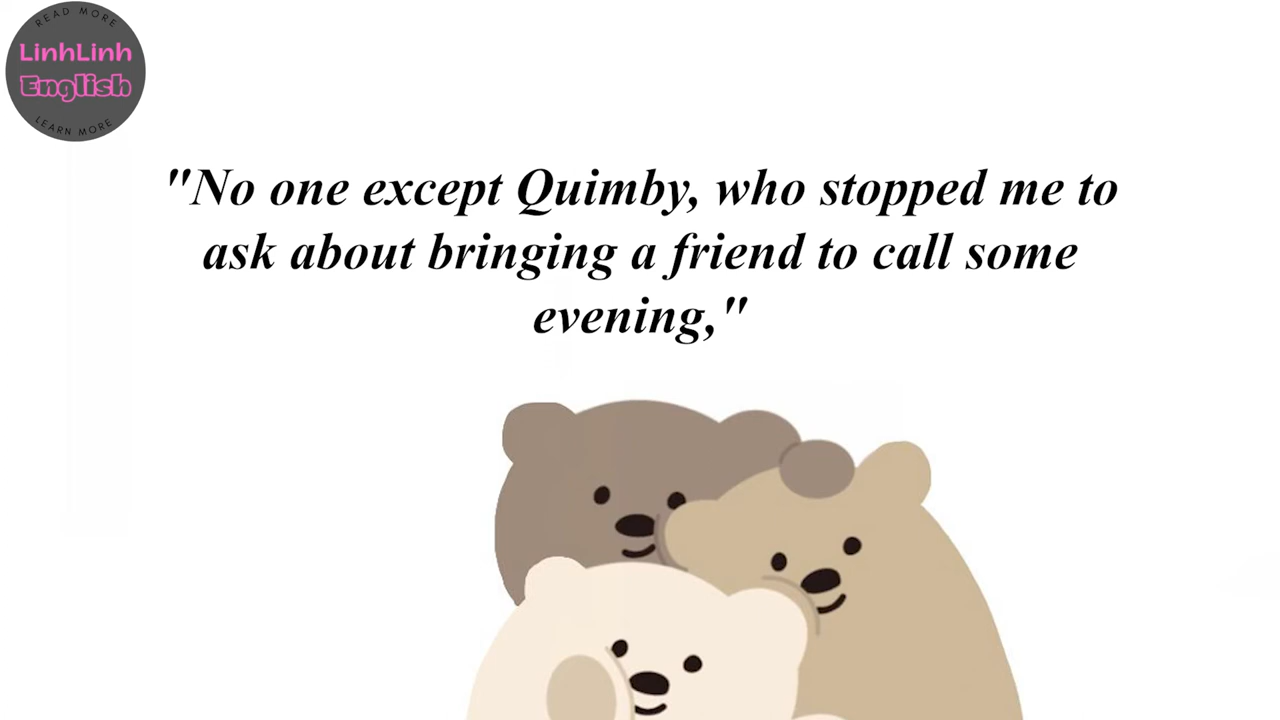 READ MORE
LinhLinh
English
LEARN MORE
"No one except Quimby, who stopped me to
ask about bringing a friend to call some
evening,"